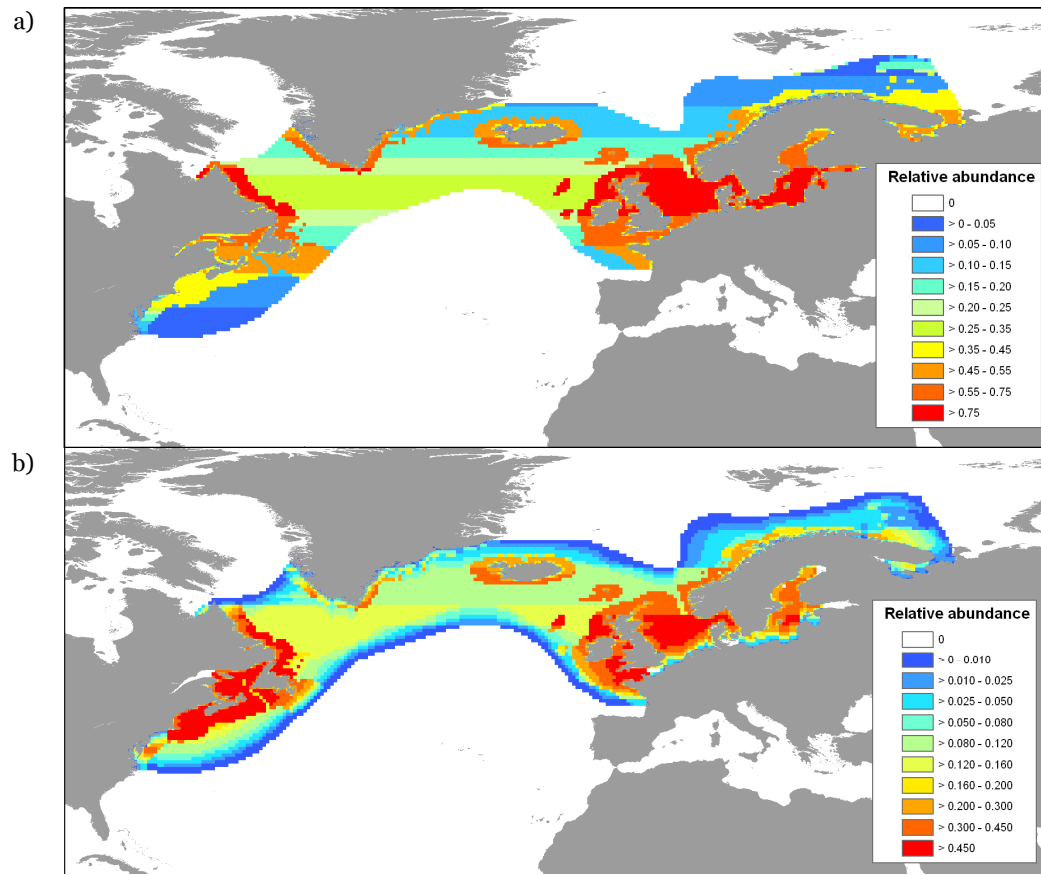 a)
Relative abundance
0
> 0 - 0.05
> 0.05 - 0.10
> 0.10 - 0.15
> 0.15 - 0.20
> 0.20 - 0.25
> 0.25 - 0.35
> 0.35 - 0.45
> 0.45 - 0.55
> 0.55 - 0.75
> 0.75
b)
Relative abundance
0
> 0 0.010
> 0.010 - 0.025
> 0.025 - 0.050
> 0.050 - 0.080
> 0.080 - 0.120
> 0.120 - 0.160
> 0.160 - 0.200
> 0.200 - 0.300
> 0.300 - 0.450
> 0.450